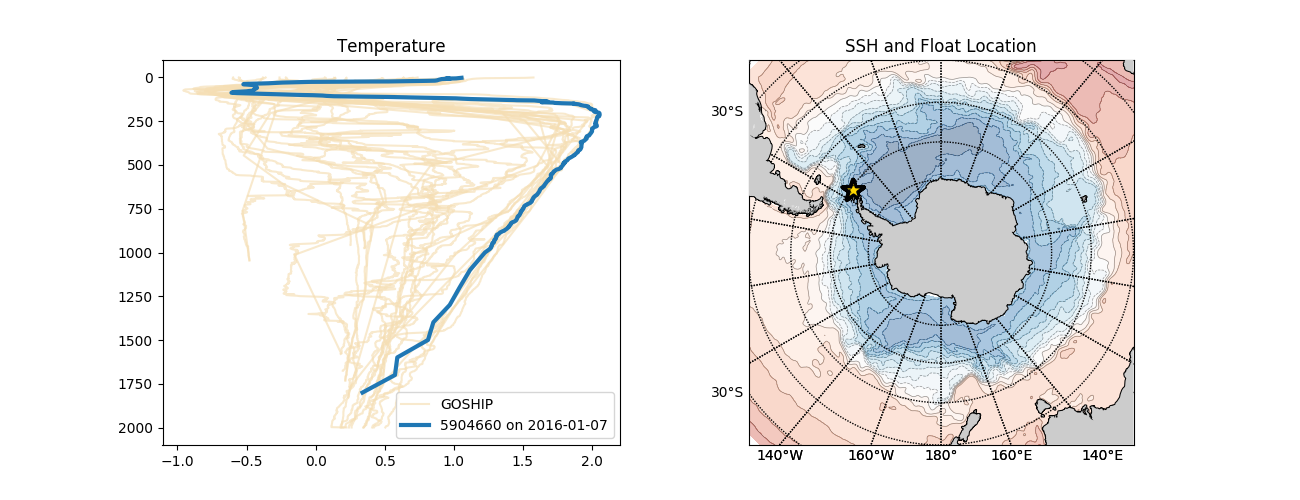 Temperature
0
250
500
750
1000
1250
1500
1750
2000
−1.0
−0.5
0.0
0.5
1.0
1.5
2.0
GOSHIP
5904660 on 2016-01-07
SSH and Float Location
30°S
30°S
140°W
160°W
180°
160°E
140°E